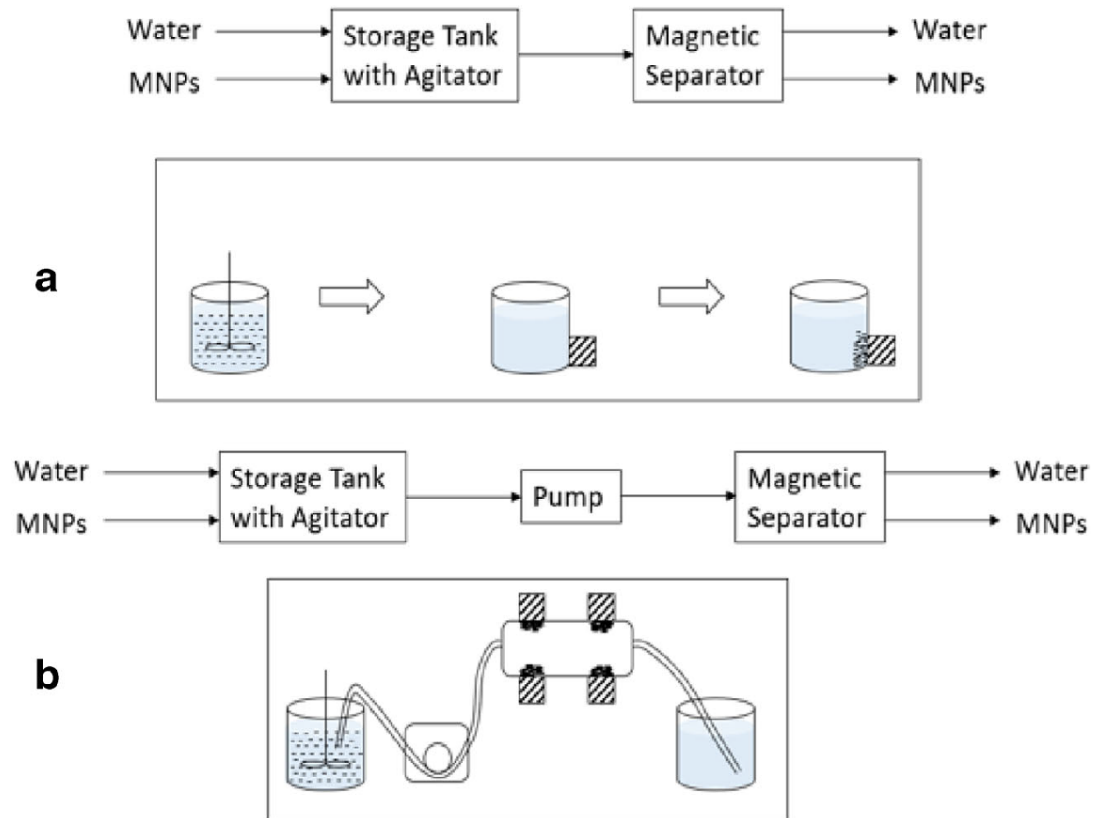 Water
MNPs
Storage Tank
with Agitator
Magnetic
Separator
Water
MNPs
a
Water
MNPs
Storage Tank
with Agitator
Pump
Magnetic
Separator
Water
MNPs
b